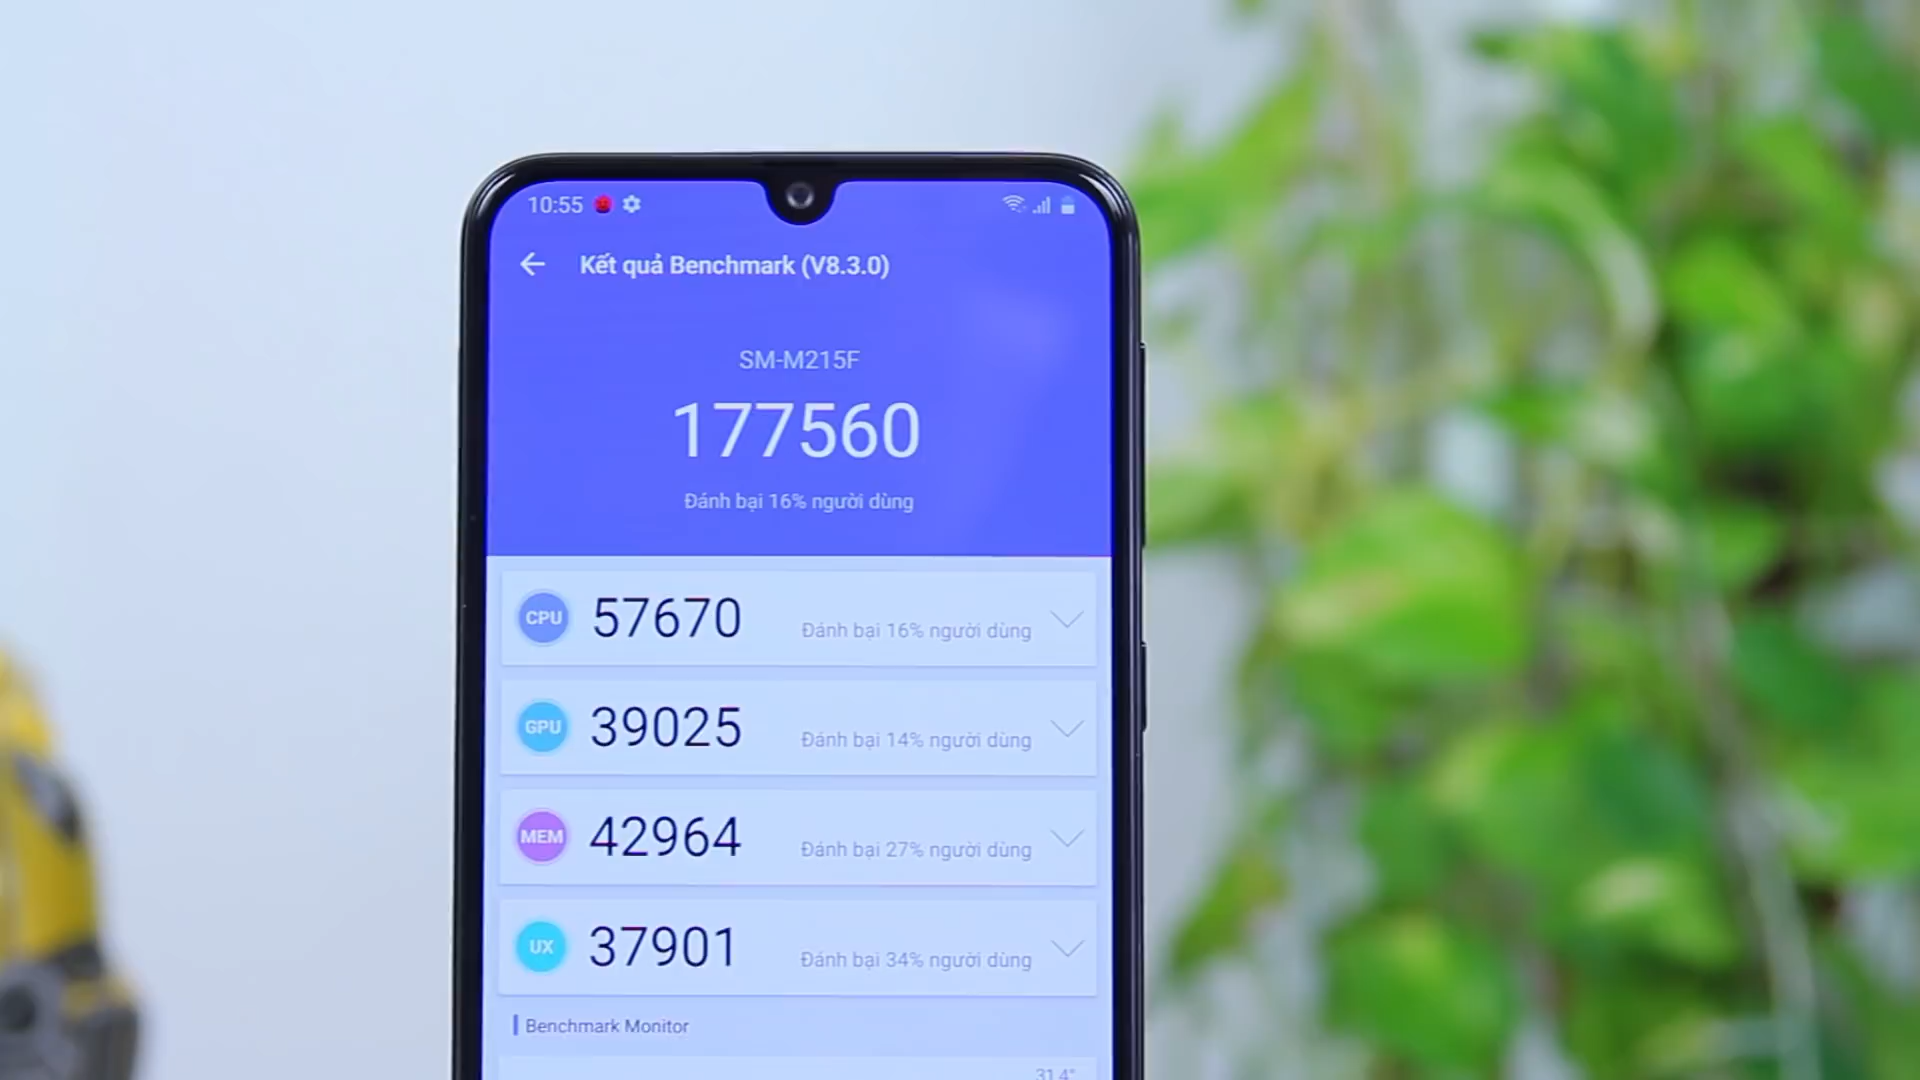 10:55
Kết quả Benchmark (V8.3.0)
SM-M215F
177560
Đánh bại 16% người dùng
CPU 57670 Đánh bại 16% người dùng
GPU 39025 Đánh bại 14% người dùng
MEM 42964 Đánh bại 27% người dùng
UX 37901 Đánh bại 34% người dùng
Benchmark Monitor
31.4°